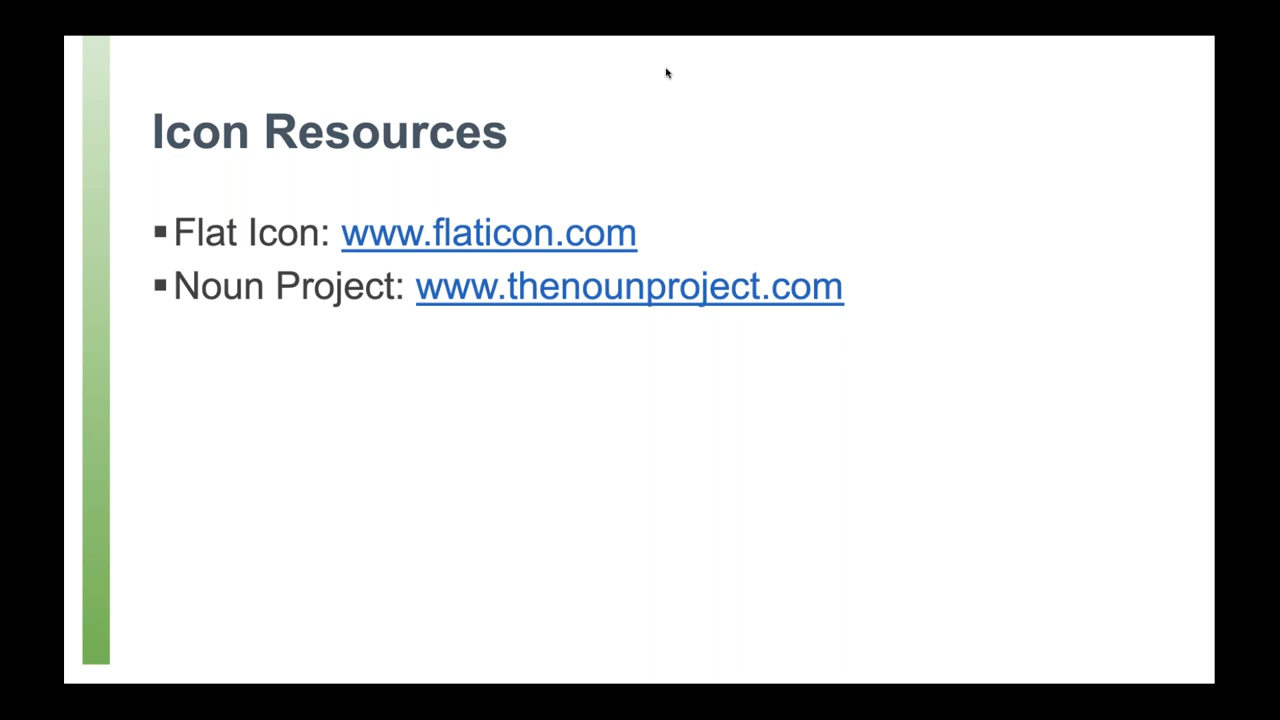 Icon Resources
▪Flat Icon: www.flaticon.com
▪Noun Project: www.thenounproject.com